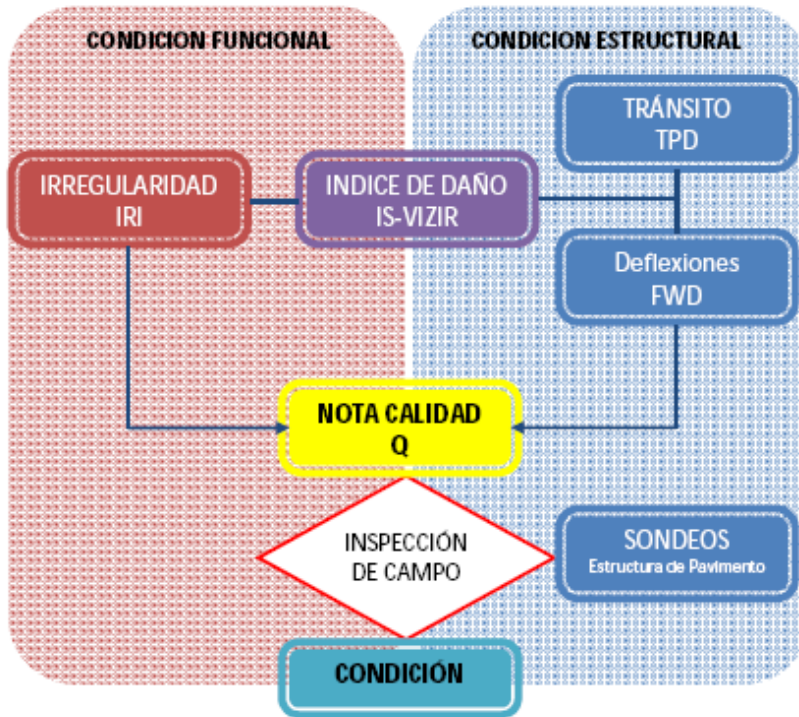 CONDICION FUNCIONAL
CONDICION ESTRUCTURAL
TRÁNSITO
TPD
IRREGULARIDAD
IRI
INDICE DE DAÑO
IS-VIZIR
Deflexiones
FWD
NOTA CALIDAD
Q
INSPECCIÓN
DE CAMPO
SONDEOS
Estructura de Pavimento
CONDICIÓN